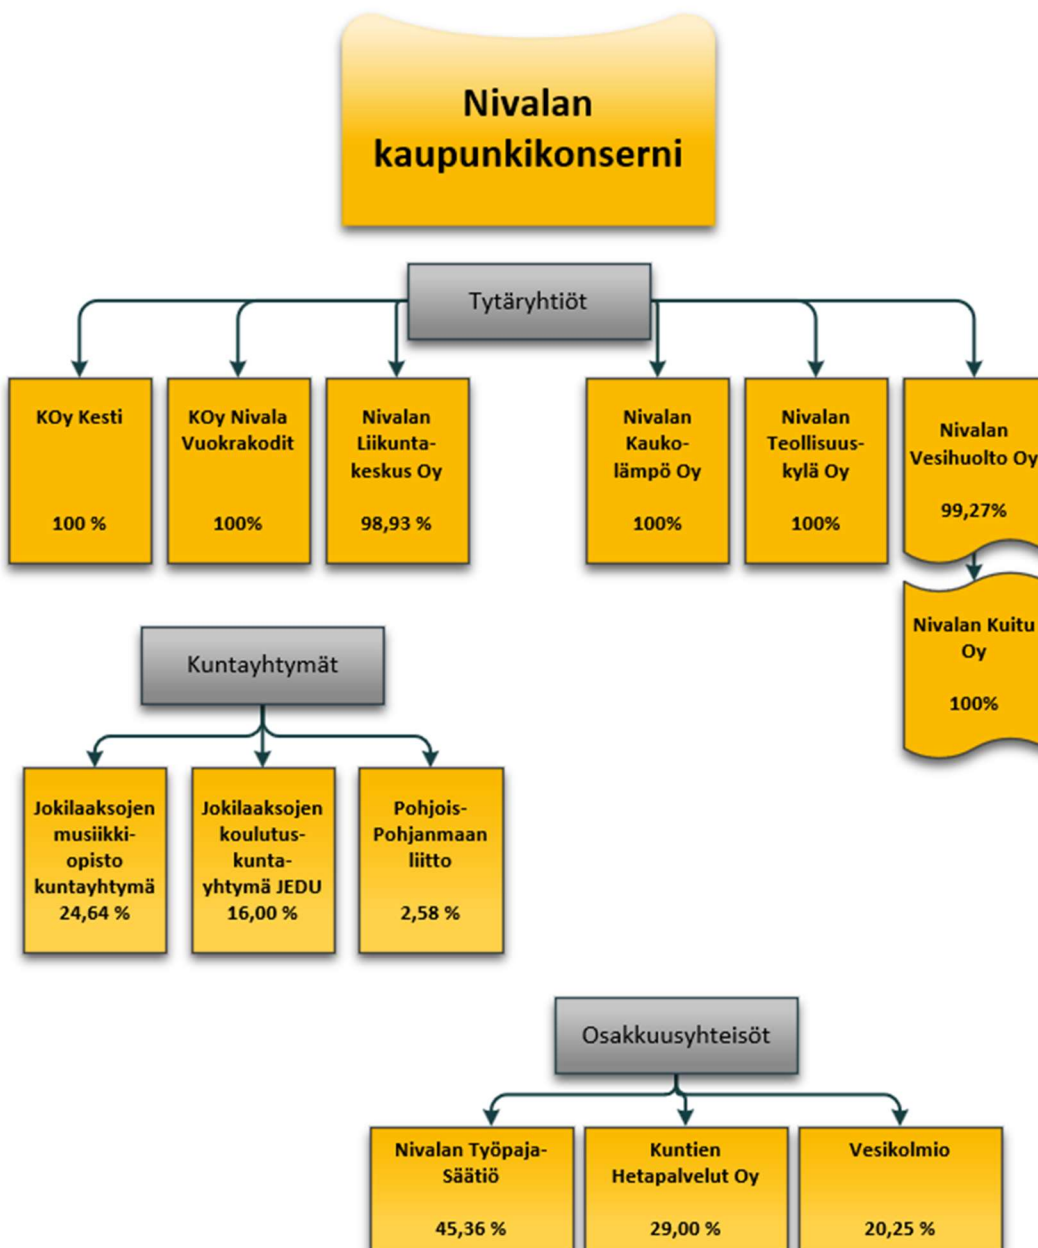 Nivalan
kaupunkikonserni
Tytäryhtiöt
KOy Kesti
100 %
KOy Nivala
Vuokrakodit
100%
Nivalan
Liikunta-
keskus Oy
98,93 %
Nivalan
Kauko-
lämpö Oy
100%
Nivalan
Teollisuus-
kylä Oy
100%
Nivalan
Vesihuolto Oy
99,27%
Nivalan Kuitu
Oy
100%
Kuntayhtymät
Jokilaaksojen
musiikki-
opisto
kuntayhtymä
24,64 %
Jokilaaksojen
koulutus-
kunta-
yhtymä JEDU
16,00 %
Pohjois-
Pohjanmaan
liitto
2,58 %
Osakkuusyhteisöt
Nivalan Työpaja-
Säätiö
45,36 %
Kuntien
Hetapalvelut Oy
29,00 %
Vesikolmio
20,25 %